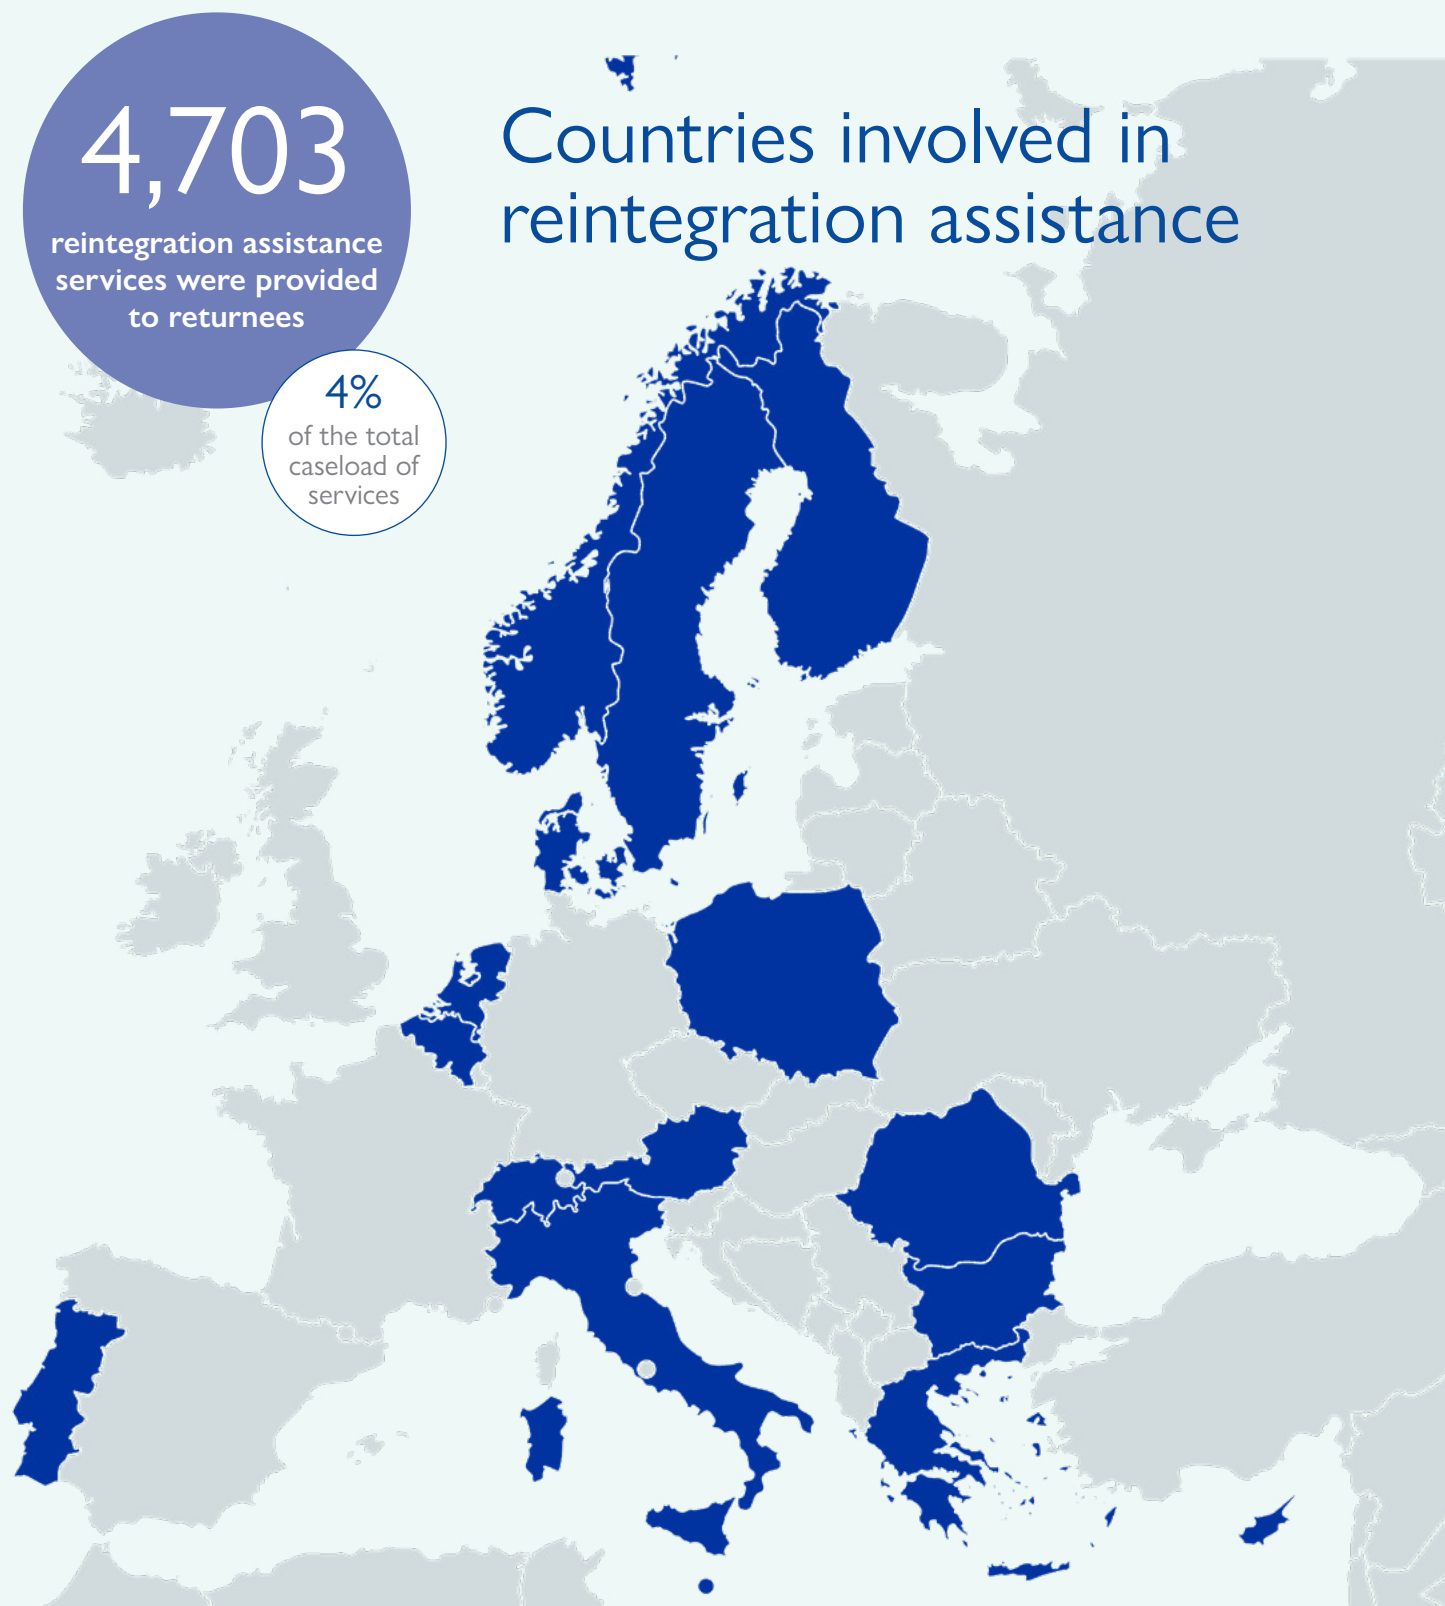 4,703
reintegration assistance
services were provided
to returnees
4%
of the total
caseload of
services
Countries involved in
reintegration assistance